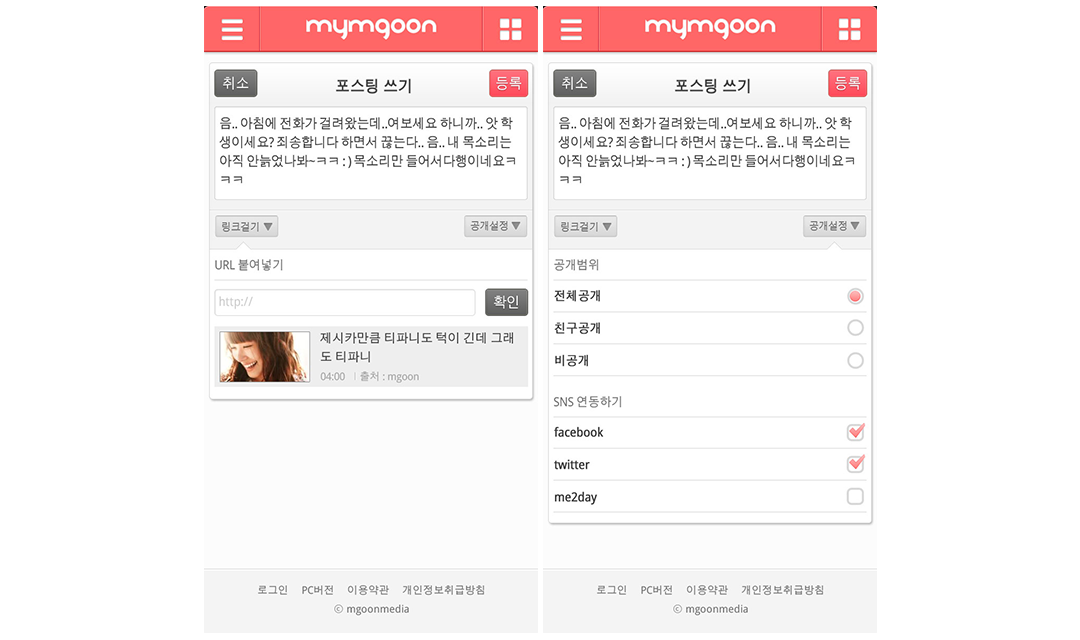 mymgoon
취소
포스팅 쓰기
등록
음.. 아침에 전화가 걸려왔는데..여보세요 하니까.. 앗 학
생이세요? 죄송합니다 하면서 끊는다.. 음.. 내 목소리는
아직 안늙었나봐~ㅋㅋ : ) 목소리만 들어서다행이네요ㅋ
ㅋㅋ
링크걸기 ▼
공개설정 ▼
URL 붙여넣기
http://
확인
제시카만큼 티파니도 턱이 긴데 그래
도 티파니
04:00 | 출처 : mgoon
로그인 PC버전 이용약관 개인정보취급방침
© mgoonmedia
mymgoon
취소
포스팅 쓰기
등록
음.. 아침에 전화가 걸려왔는데..여보세요 하니까.. 앗 학
생이세요? 죄송합니다 하면서 끊는다.. 음.. 내 목소리는
아직 안늙었나봐~ㅋㅋ : ) 목소리만 들어서다행이네요ㅋ
ㅋㅋ
링크걸기 ▼
공개설정 ▼
공개범위
전체공개
친구공개
비공개
SNS 연동하기
facebook
twitter
me2day
로그인 PC버전 이용약관 개인정보취급방침
© mgoonmedia